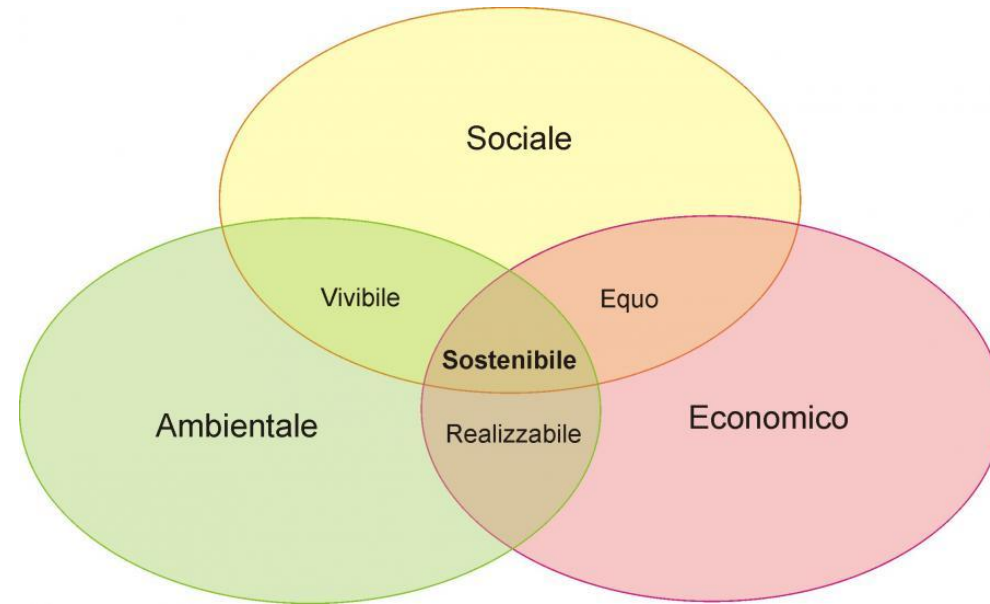 Sociale
Vivibile
Equo
Sostenibile
Ambientale
Economico
Realizzabile